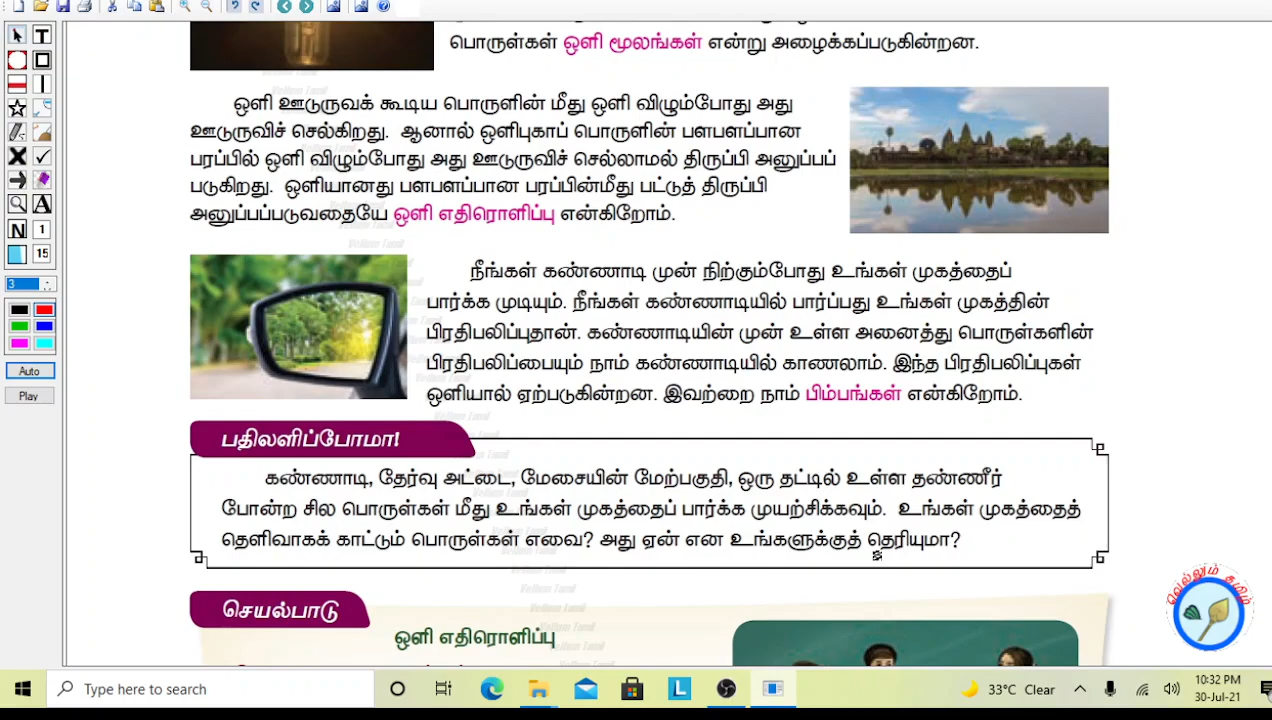 பொருள்கள் ஒளி மூலங்கள் என்று அழைக்கப்படுகின்றன.
ஒளி ஊடுருவக் கூடிய பொருளின் மீது ஒளி விழும்போது அது
ஊடுருவிச் செல்கிறது. ஆனால் ஒளிபுகாப் பொருளின் பளபளப்பான
பரப்பில் ஒளி விழும்போது அது ஊடுருவிச் செல்லாமல் திருப்பி அனுப்பப்
படுகிறது. ஒளியானது பளபளப்பான பரப்பின்மீது பட்டுத் திருப்பி
அனுப்பப்படுவதையே ஒளி எதிரொளிப்பு என்கிறோம்.
நீங்கள் கண்ணாடி முன் நிற்கும்போது உங்கள் முகத்தைப்
பார்க்க முடியும். நீங்கள் கண்ணாடியில் பார்ப்பது உங்கள் முகத்தின்
பிரதிபலிப்புதான். கண்ணாடியின் முன் உள்ள அனைத்து பொருள்களின்
பிரதிபலிப்பையும் நாம் கண்ணாடியில் காணலாம். இந்த பிரதிபலிப்புகள்
ஒளியால் ஏற்படுகின்றன. இவற்றை நாம் பிம்பங்கள் என்கிறோம்.
பதிலளிப்போமா!
கண்ணாடி, தேர்வு அட்டை, மேசையின் மேற்பகுதி, ஒரு தட்டில் உள்ள தண்ணீர்
போன்ற சில பொருள்கள் மீது உங்கள் முகத்தைப் பார்க்க முயற்சிக்கவும். உங்கள் முகத்தைத்
தெளிவாகக் காட்டும் பொருள்கள் எவை? அது ஏன் என உங்களுக்குத் தெரியுமா?
செயல்பாடு
ஒளி எதிரொளிப்பு
வெல்லும் தமிழ்
Vellum Tamil
T
A
N
1
15
3
Auto
Play
Type here to search
L
33°C Clear
10:32 PM
30-Jul-21